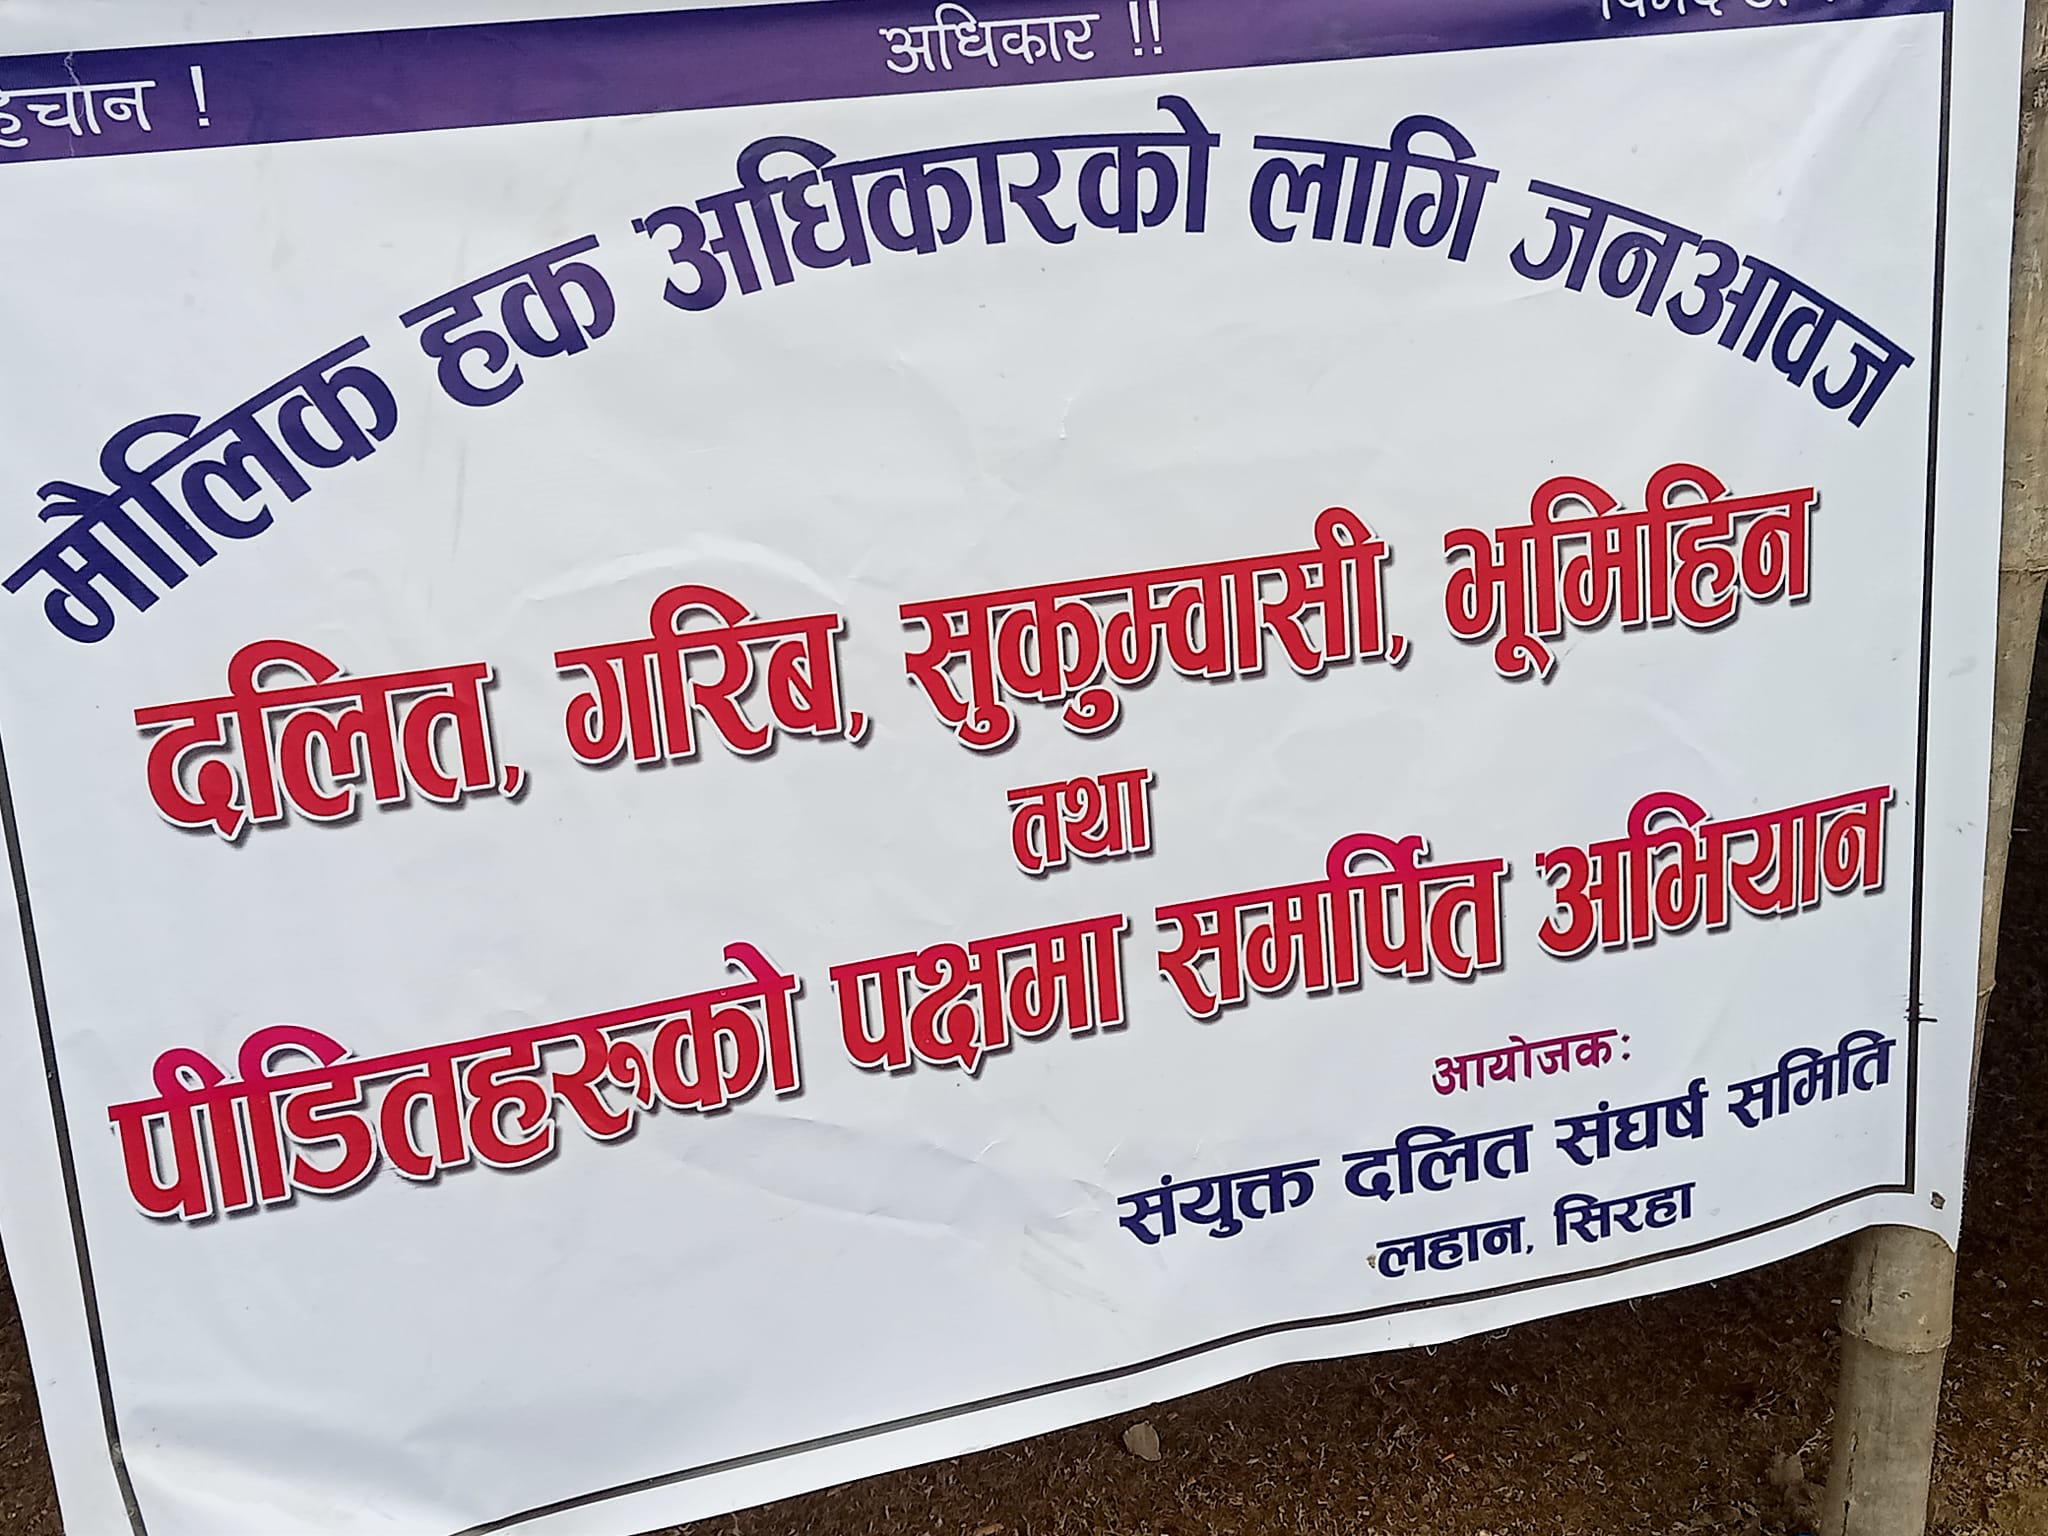 अधिकार !!
मौलिक हक अधिकारको लागि जनआवज
दलित, गरिब, सुकुम्वासी, भूमिहिन
तथा
पीडितहरुको पक्षमा समर्पित अभियान
आयोजक:
संयुक्त दलित संघर्ष समिति
लहान, सिरहा